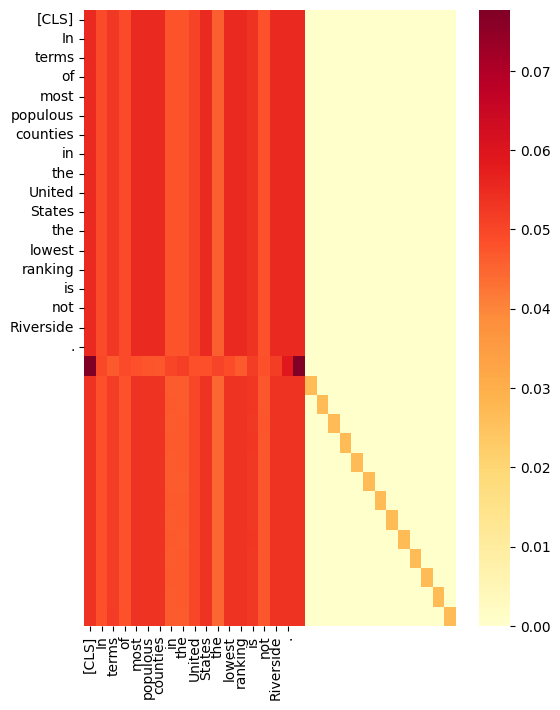 [CLS]
In
terms
of
most
populous
counties
in
the
United
States
the
lowest
ranking
is
not
Riverside
.
0.07
0.06
0.05
0.04
0.03
0.02
0.01
0.00
[CLS]
In
terms
of
most
populous
counties
in
the
United
States
the
lowest
ranking
is
not
Riverside
.